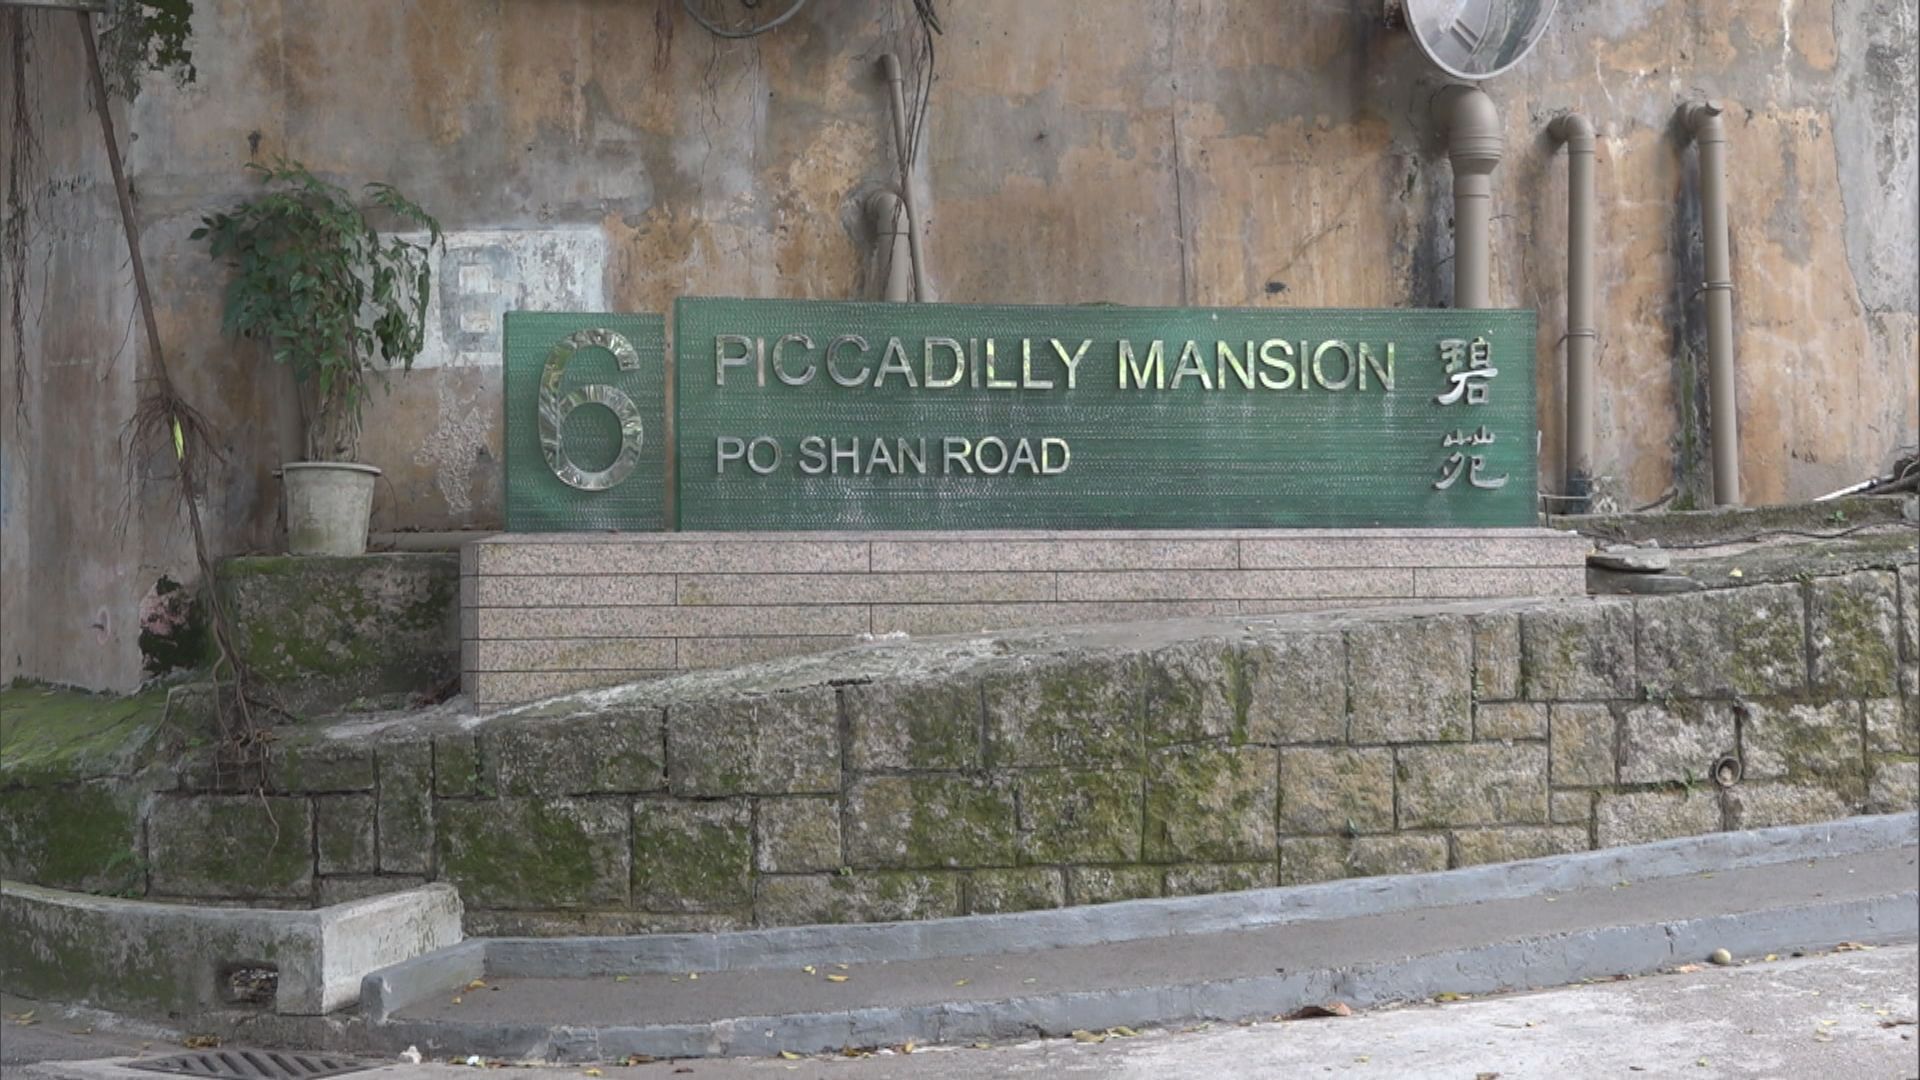 6
PICCADILLY MANSION
PO SHAN ROAD
碧苑